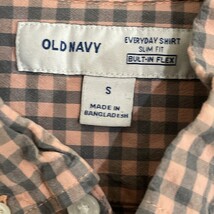 OLD NAVY
EVERYDAY SHIRT
SLIM FIT
BUILT-IN FLEX
S
MADE IN
BANGLADESH